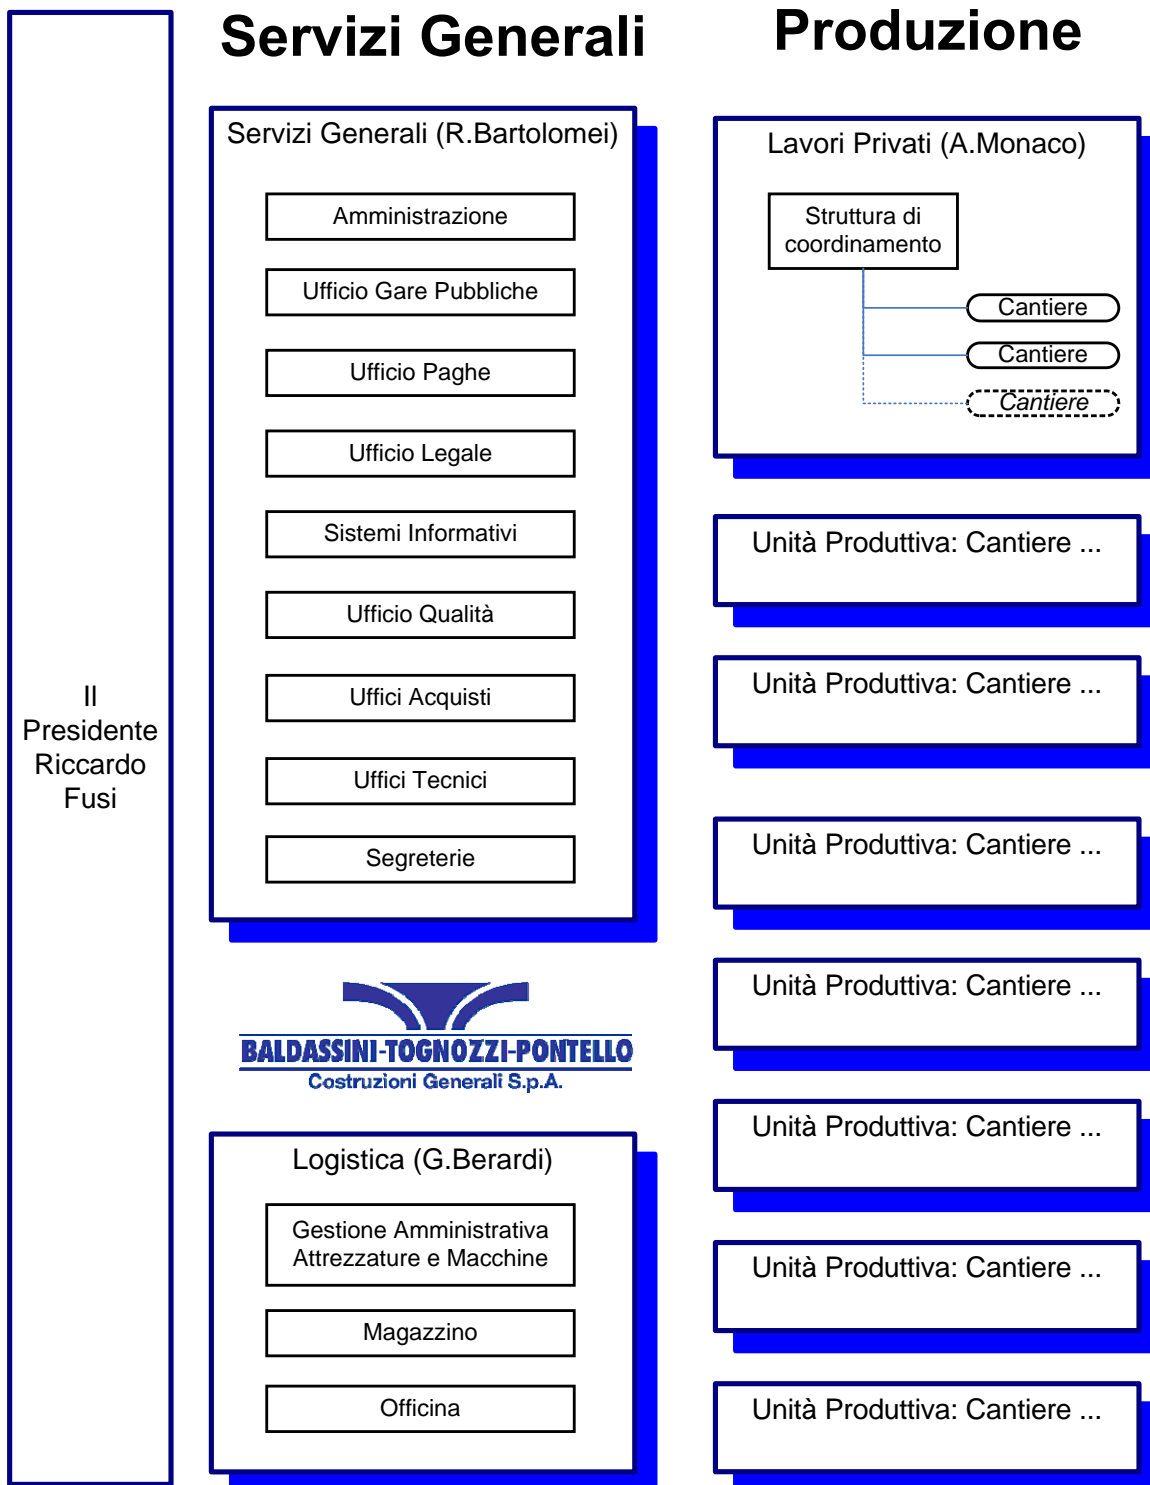 Servizi Generali
Produzione
Il
Presidente
Riccardo
Fusi
Servizi Generali (R.Bartolomei)
Amministrazione
Ufficio Gare Pubbliche
Ufficio Paghe
Ufficio Legale
Sistemi Informativi
Ufficio Qualità
Uffici Acquisti
Uffici Tecnici
Segreterie
BALDASSINI-TOGNOZZI-PONTELLO
Costruzioni Generali S.p.A.
Logistica (G.Berardi)
Gestione Amministrativa
Attrezzature e Macchine
Magazzino
Officina
Lavori Privati (A.Monaco)
Struttura di
coordinamento
Cantiere
Cantiere
Cantiere
Unità Produttiva: Cantiere ...
Unità Produttiva: Cantiere ...
Unità Produttiva: Cantiere ...
Unità Produttiva: Cantiere ...
Unità Produttiva: Cantiere ...
Unità Produttiva: Cantiere ...
Unità Produttiva: Cantiere ...